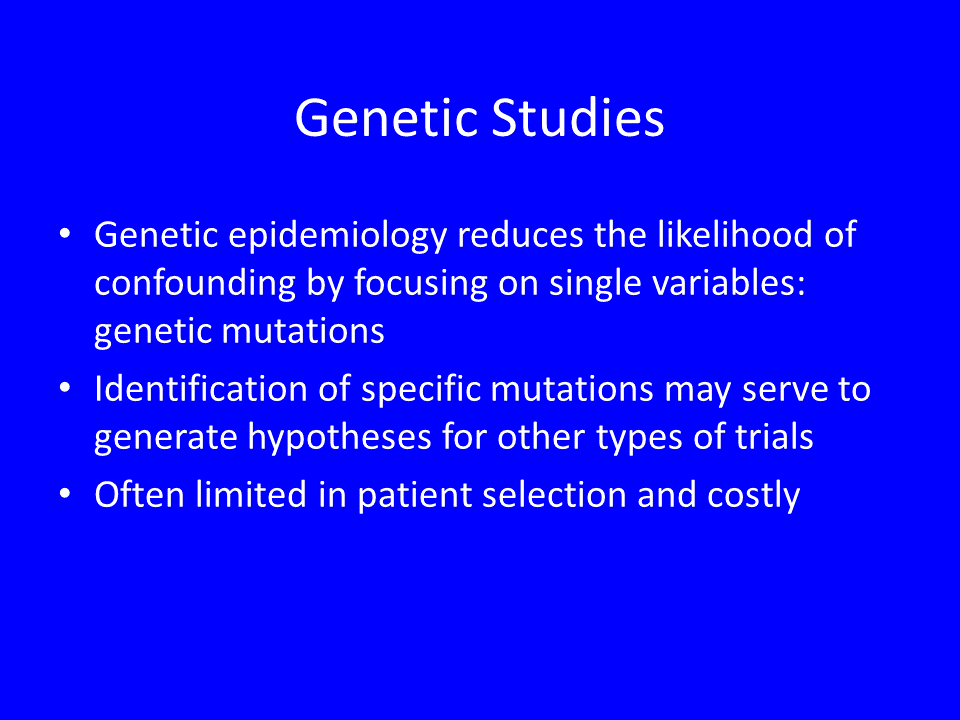 Genetic Studies
• Genetic epidemiology reduces the likelihood of
confounding by focusing on single variables:
genetic mutations
• Identification of specific mutations may serve to
generate hypotheses for other types of trials
• Often limited in patient selection and costly